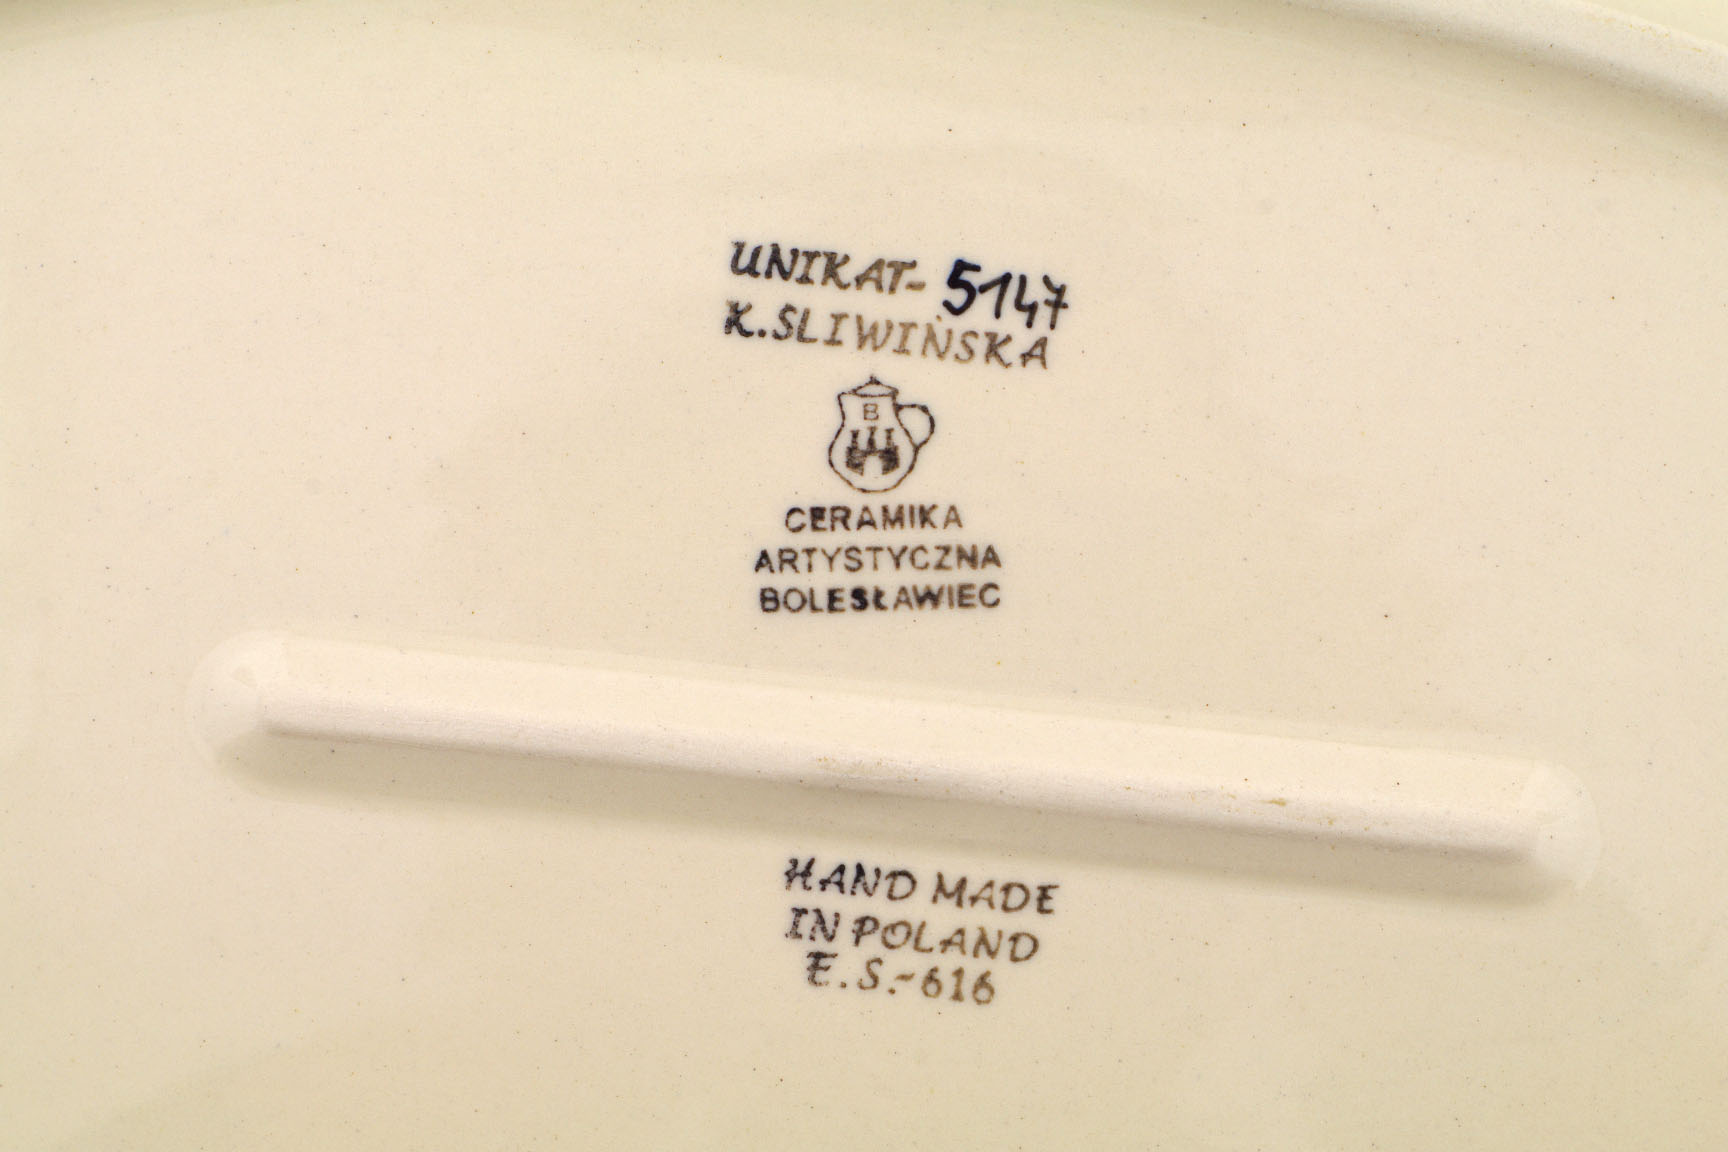 UNIKAT- 5147
K. SLIWIŃSKA
B
CERAMIKA
ARTYSTYCZNA
BOLESŁAWIEC
HAND MADE
IN POLAND
E.S.-616